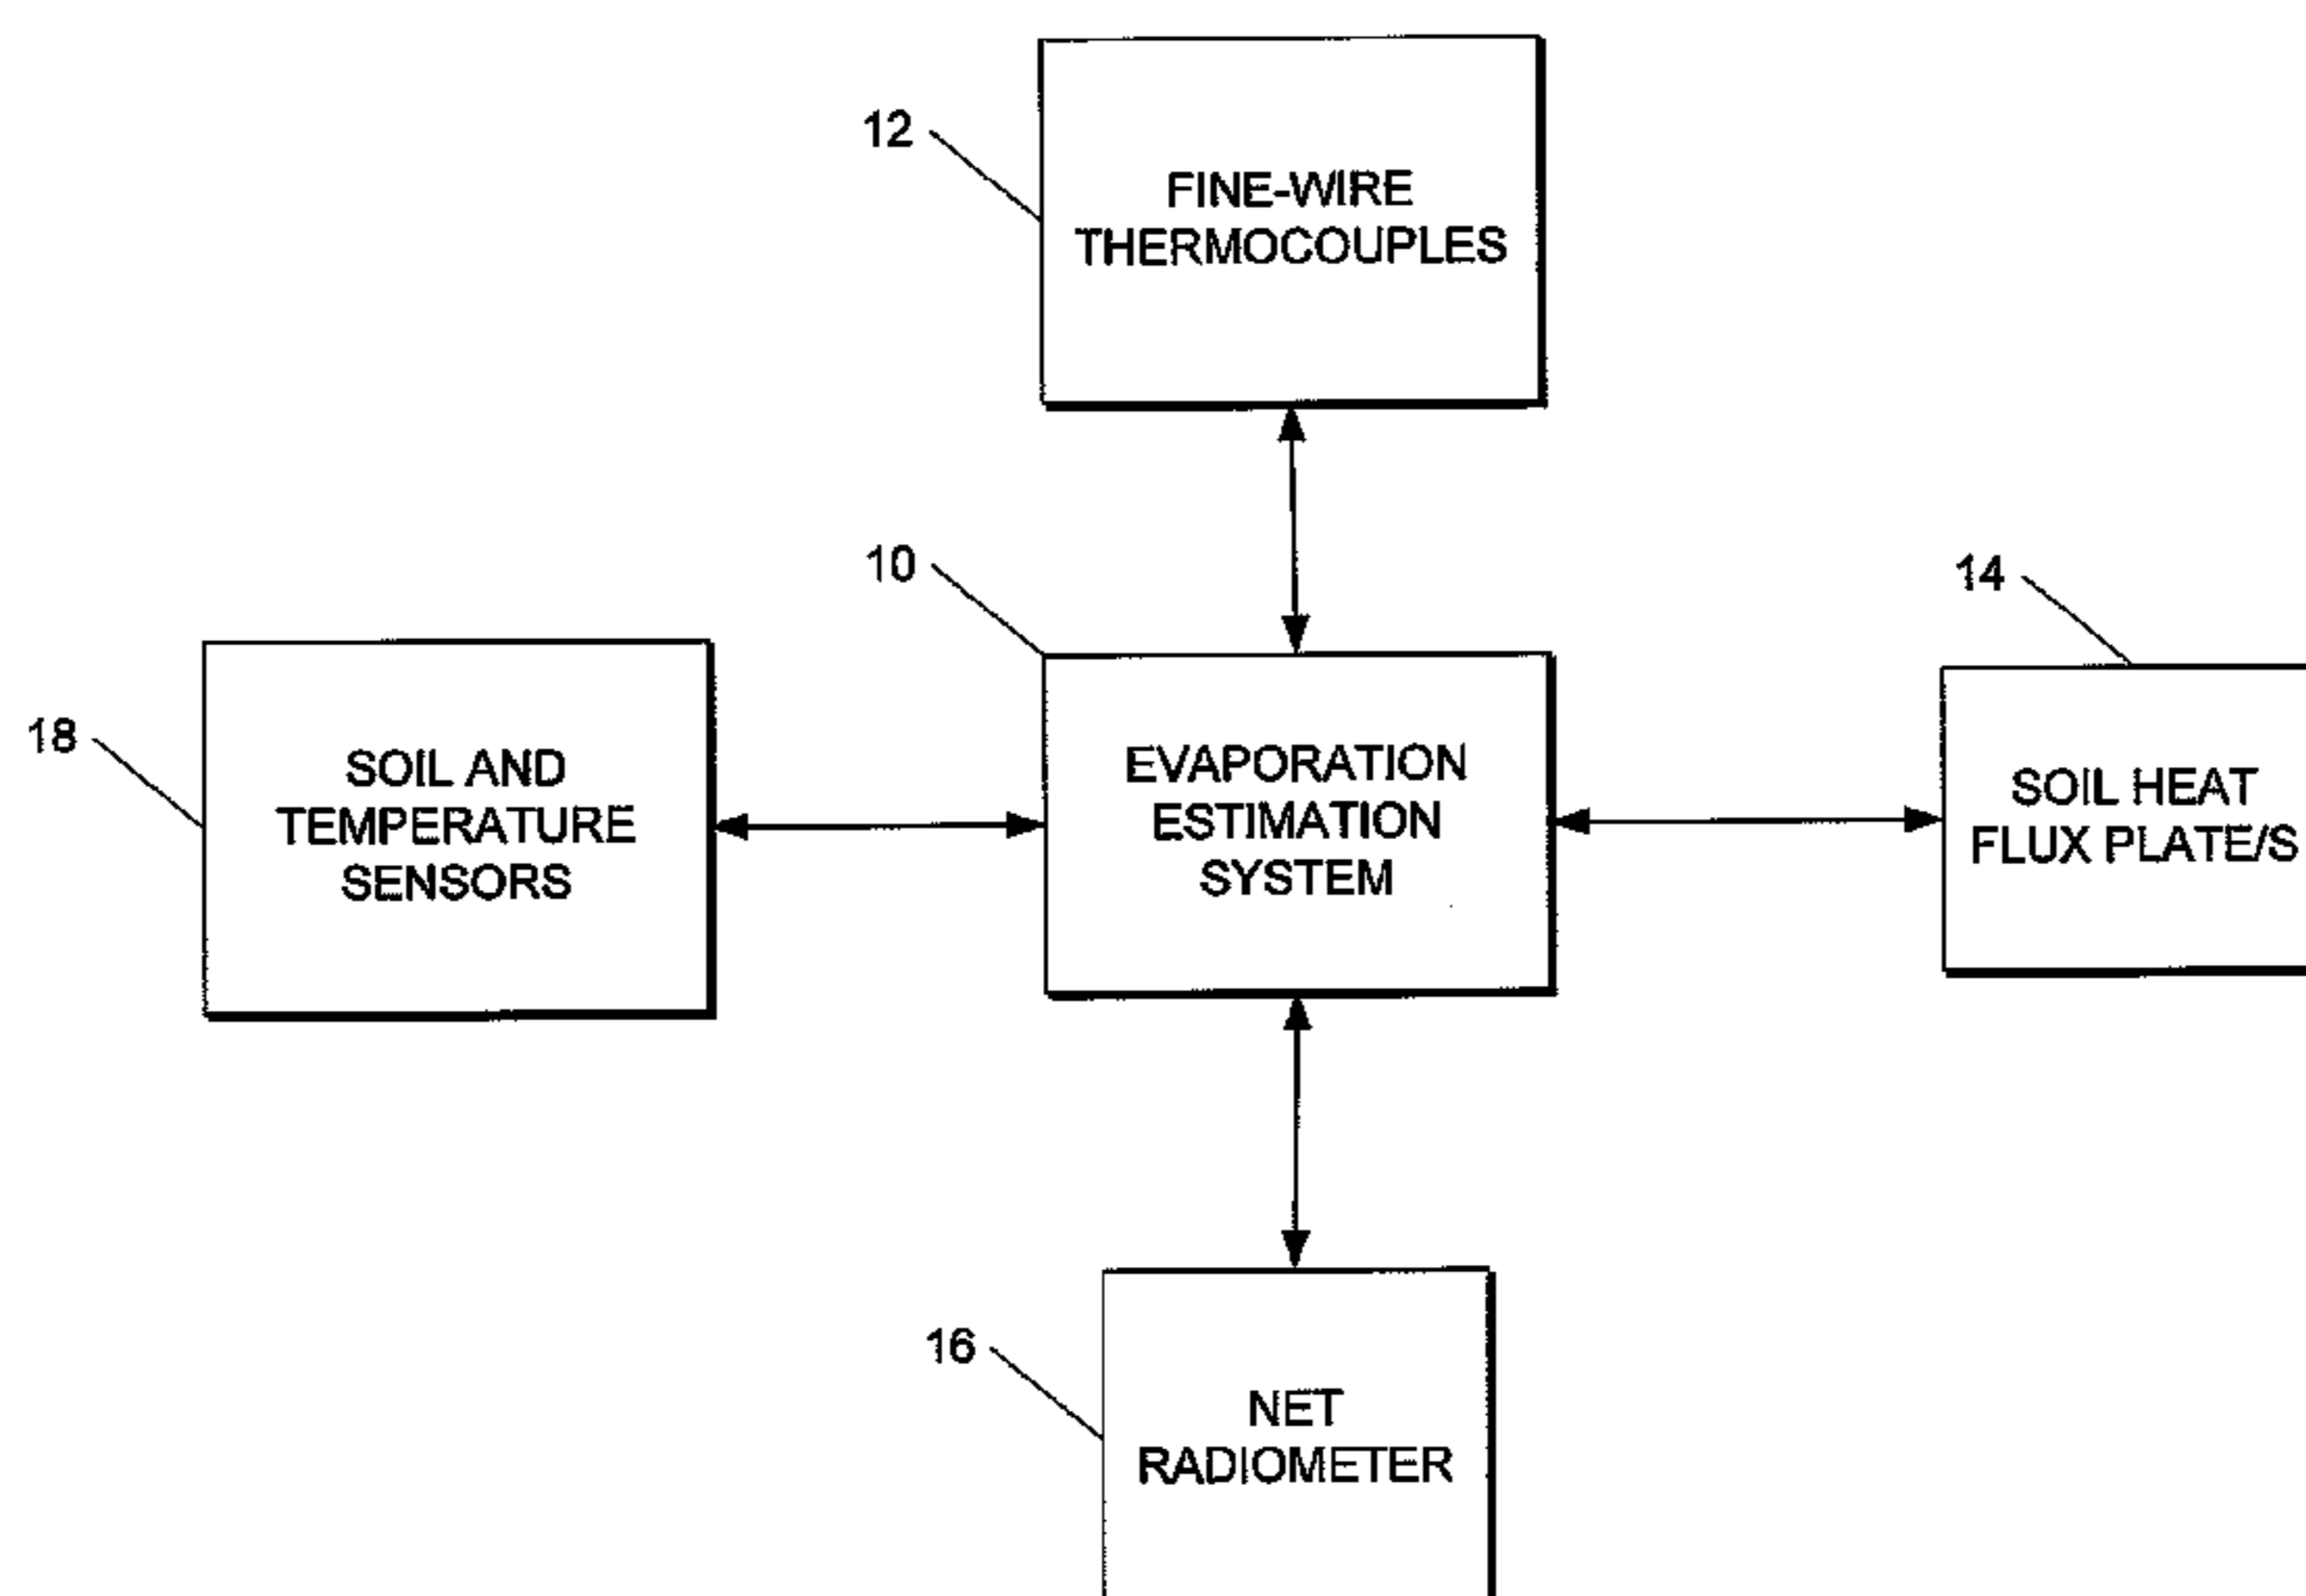 12
FINE-WIRE
THERMOCOUPLES
10
14
18
SOIL AND
TEMPERATURE
SENSORS
EVAPORATION
ESTIMATION
SYSTEM
SOIL HEAT
FLUX PLATE/S
16
NET
RADIOMETER